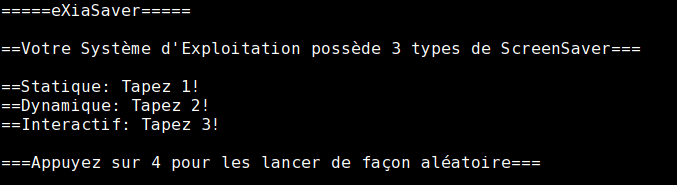 =====eXiaSaver=====
==Votre Système d'Exploitation possède 3 types de ScreenSaver===
==Statique: Tapez 1!
==Dynamique: Tapez 2!
==Interactif: Tapez 3!
===Appuyez sur 4 pour les lancer de façon aléatoire===